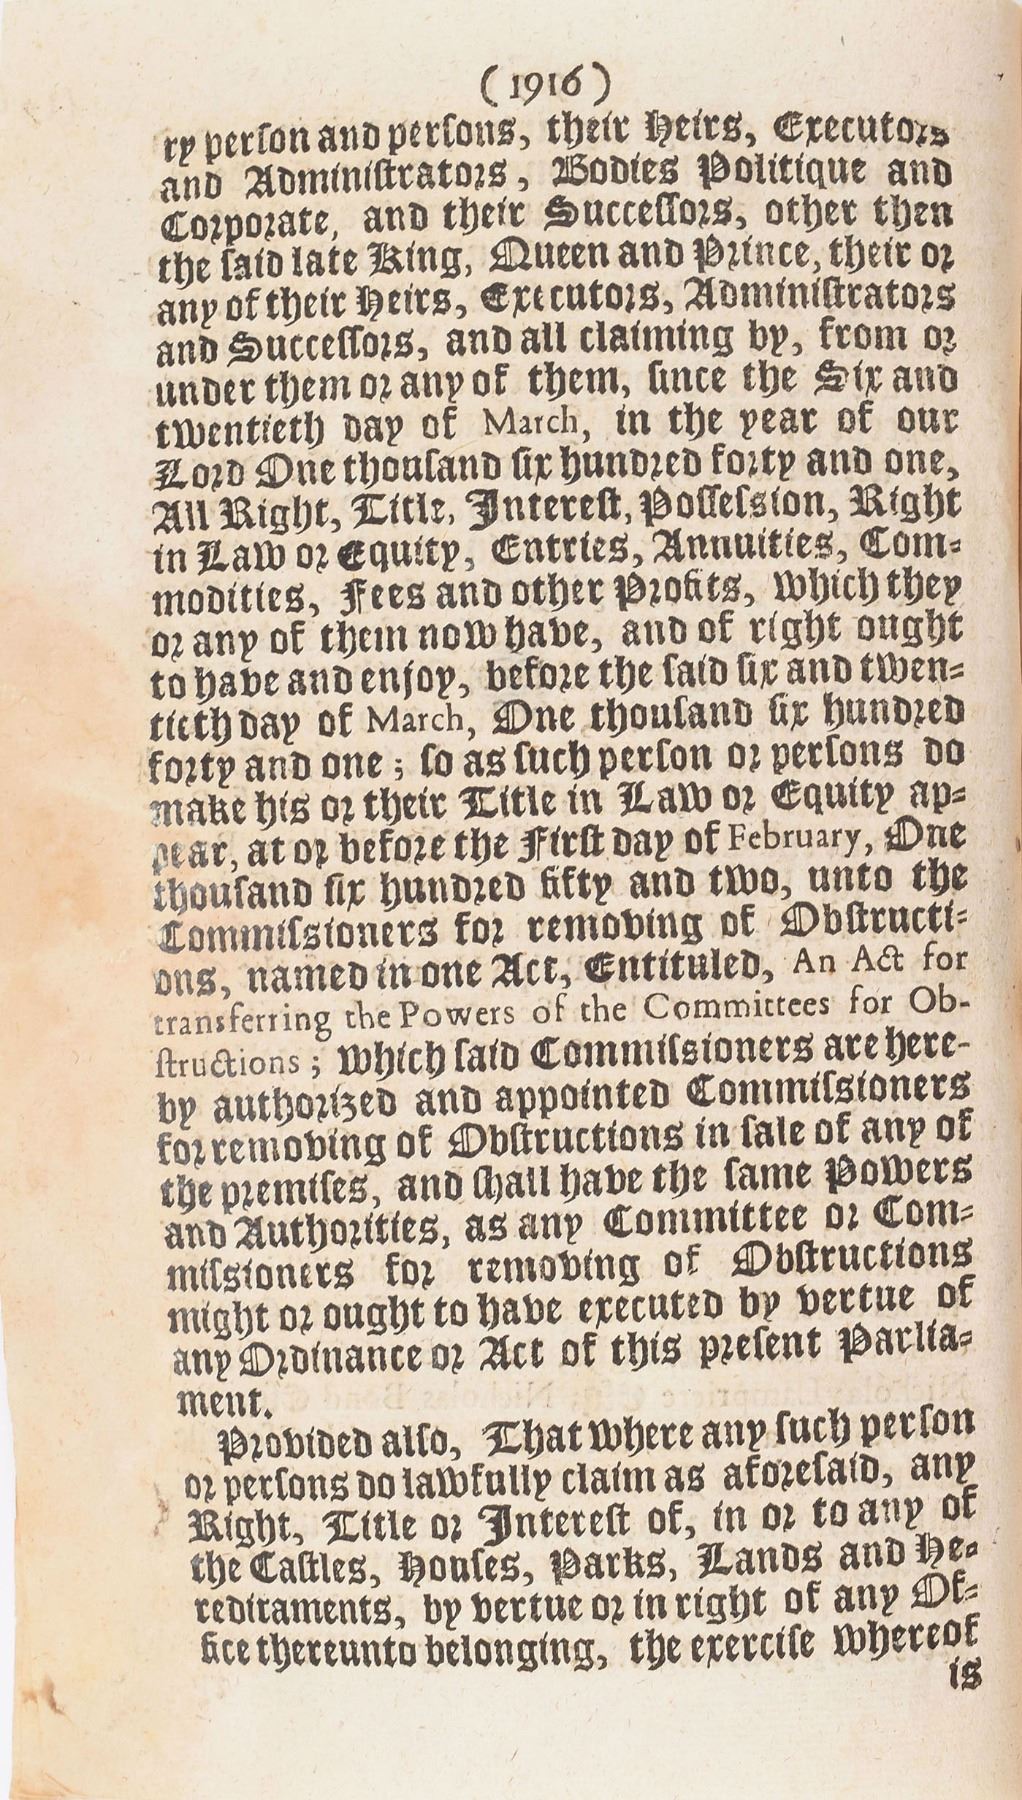 (1916)
ry person and persons, their Heirs, Executors
and Administrators, Bodies Politique and
Corporate, and their Successors, other then
the said late King, Queen and Prince, their or
any of their Heirs, Executors, Administrators
and Successors, and all claiming by, from or
under them or any of them, since the Six and
twentieth day of March, in the year of our
Lord One thousand six hundred forty and one,
All Right, Title, Interest, Possession, Right
in Law or Equity, Entries, Annuities, Com-
modities, Fees and other Profits, which they
or any of them now have, and of right ought
to have and enjoy, before the said six and twen-
tieth day of March, One thousand six hundred
forty and one; so as such person or persons do
make his or their Title in Law or Equity ap-
pear, at or before the First day of February, One
thousand six hundred fifty and two, unto the
Commissioners for removing of Obstructi-
ons, named in one Act, Entituled, An Act for
transferring the Powers of the Committees for Ob-
structions; which said Commissioners are here-
by authorized and appointed Commissioners
for removing of Obstructions in sale of any of
the premises, and shall have the same Powers
and Authorities, as any Committee or Com-
missioners for removing of Obstructions
might or ought to have executed by vertue of
any Ordinance or Act of this present Parlia-
ment.
Provided also, That where any such person
or persons do lawfully claim as aforesaid, any
Right, Title or Interest of, in or to any of
the Castles, Houses, Parks, Lands and He-
reditaments, by vertue or in right of any Of-
fice thereunto belonging, the exercise whereof
is